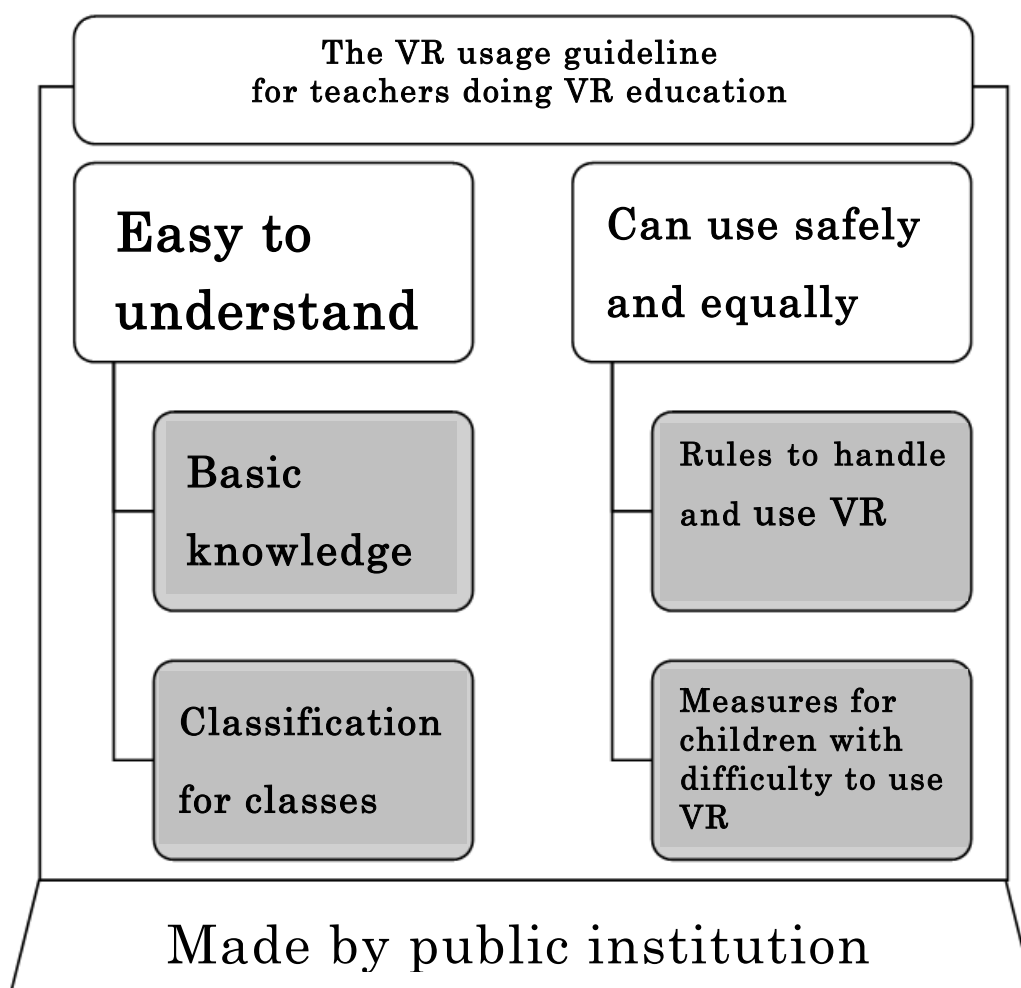 The VR usage guideline
for teachers doing VR education
Easy to
understand
Can use safely
and equally
Basic
knowledge
Rules to handle
and use VR
Classification
for classes
Measures for
children with
difficulty to use
VR
Made by public institution